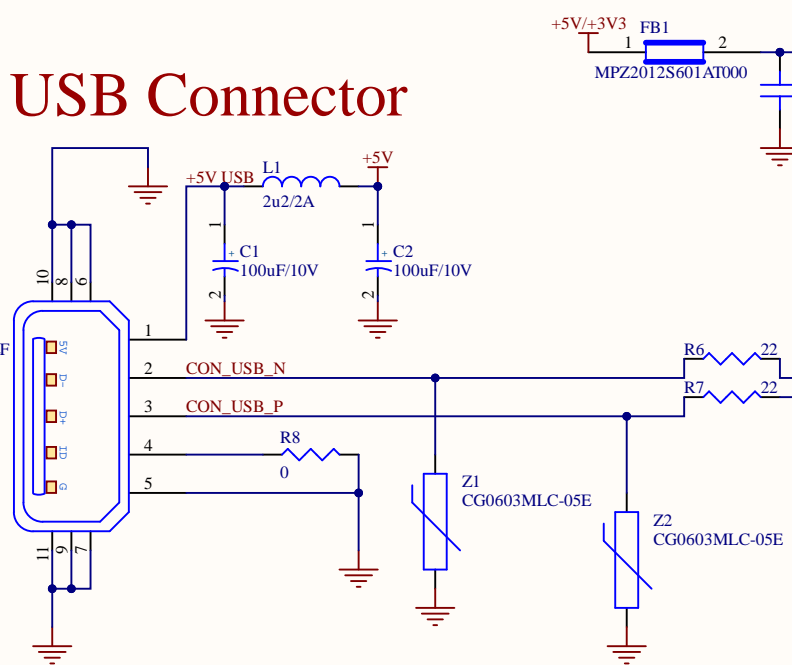 +5V/+3V3
FB1
1
2
MPZ2012S601AT000
USB Connector
+5V USB
L1
2u2/2A
+5V
1
C1
100uF/10V
2
1
C2
100uF/10V
2
10
8
6
F
5V
D-
D+
ID
G
1
2
CON_USB_N
3
CON_USB_P
4
5
R8
0
R6
22
R7
22
Z1
CG0603MLC-05E
Z2
CG0603MLC-05E
11
9
7